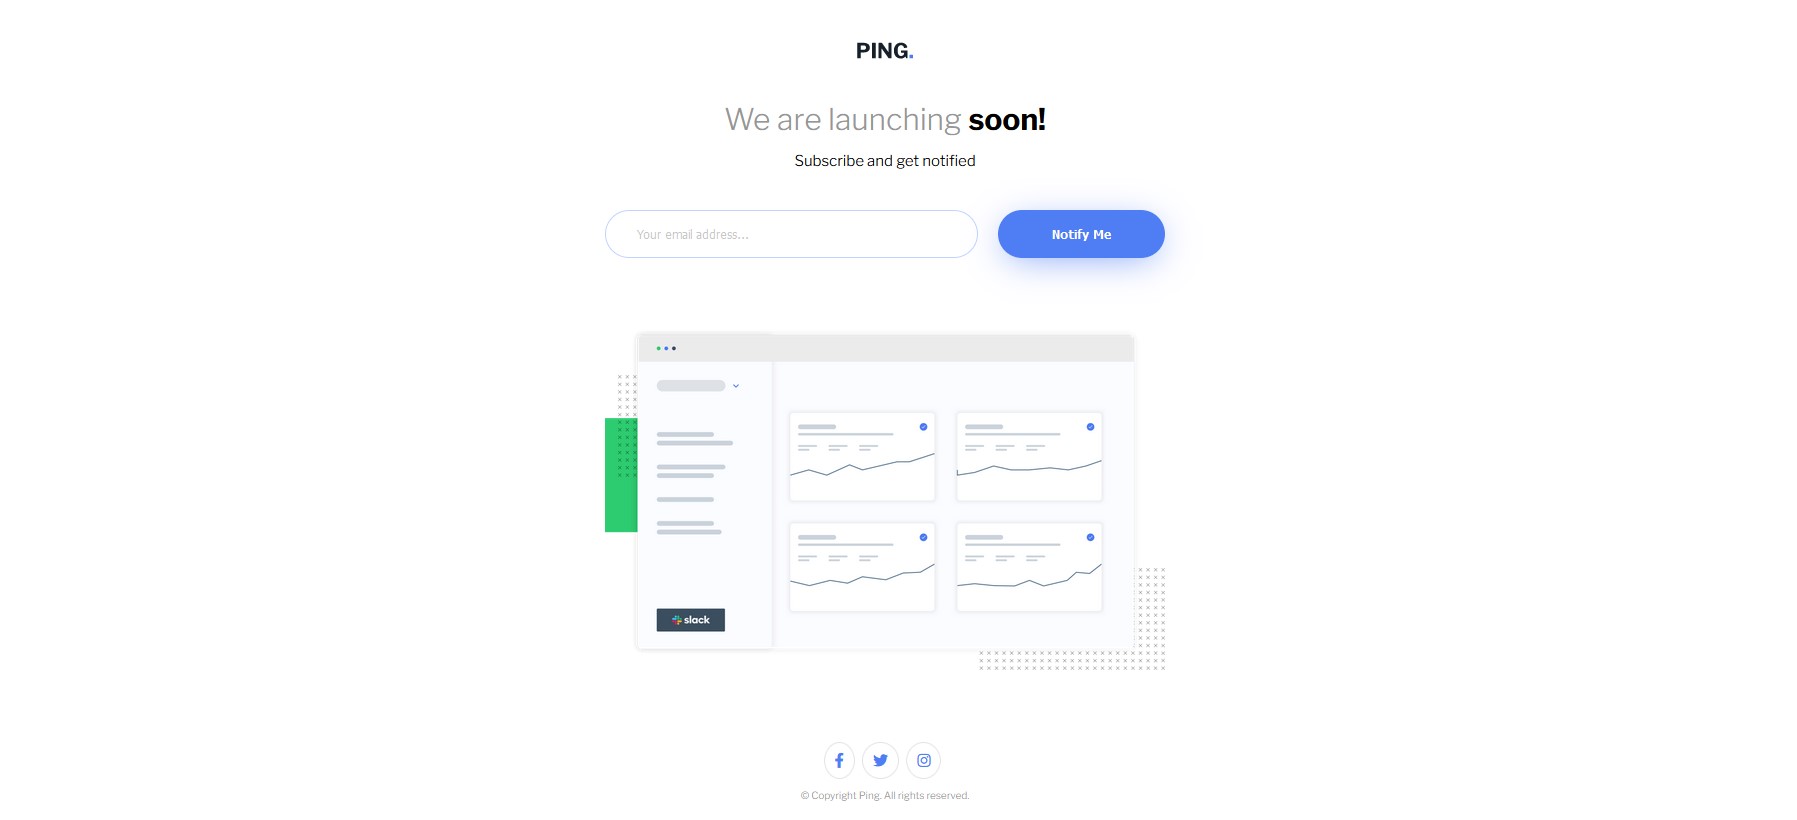 PING.
We are launching soon!
Subscribe and get notified
Your email address...
Notify Me
slack
© Copyright Ping. All rights reserved.